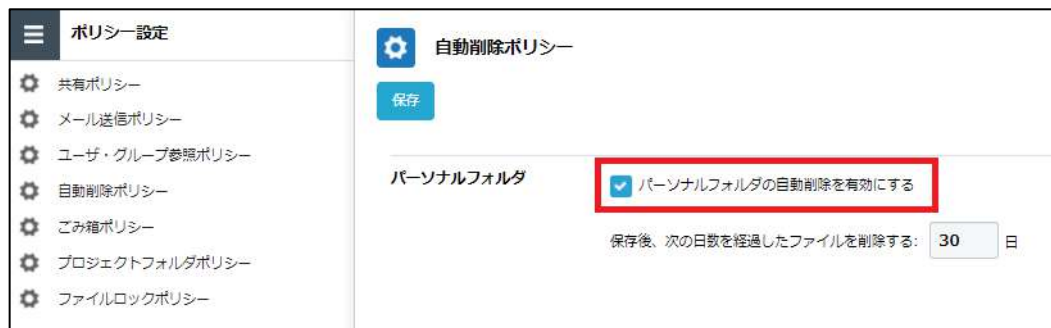 ポリシー設定
共有ポリシー
メール送信ポリシー
ユーザ・グループ参照ポリシー
自動削除ポリシー
ごみ箱ポリシー
プロジェクトフォルダポリシー
ファイルロックポリシー
自動削除ポリシー
保存
パーソナルフォルダ
パーソナルフォルダの自動削除を有効にする
保存後、次の日数を経過したファイルを削除する: 30 日